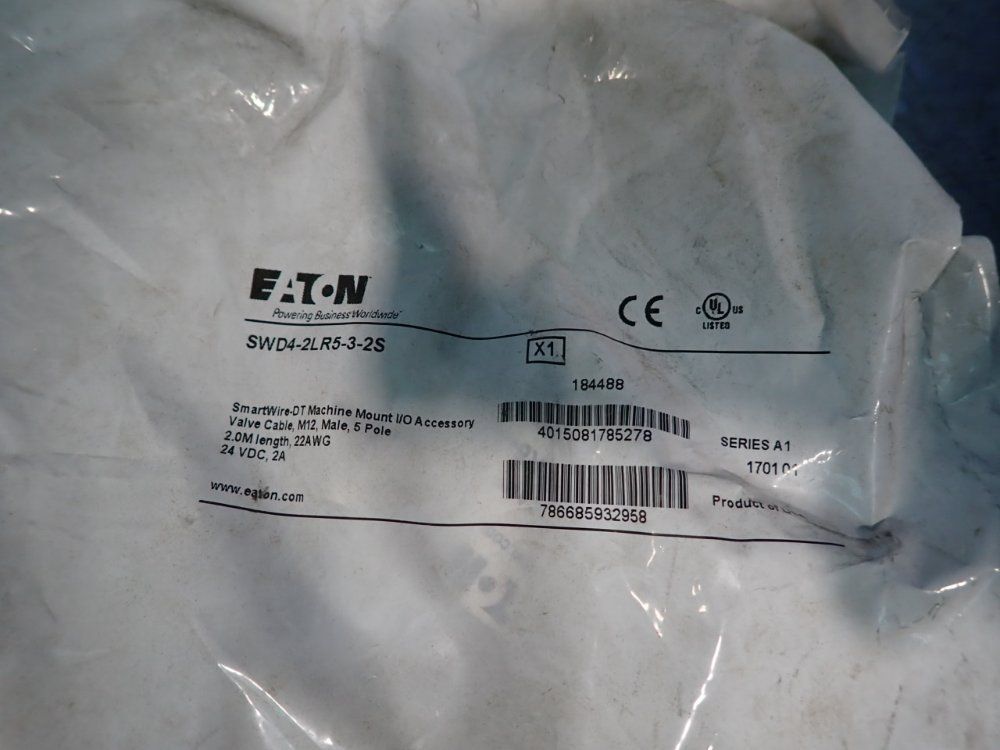 EATON
Powering Business Worldwide
CE
C UL US
LISTED
SWD4-2LR5-3-2S
X1
184488
SmartWire-DT Machine Mount I/O Accessory
Valve Cable, M12, Male, 5 Pole
2.0M length, 22AWG
24 VDC, 2A
4015081785278
SERIES A1
786685932958
Product of
www.eaton.com